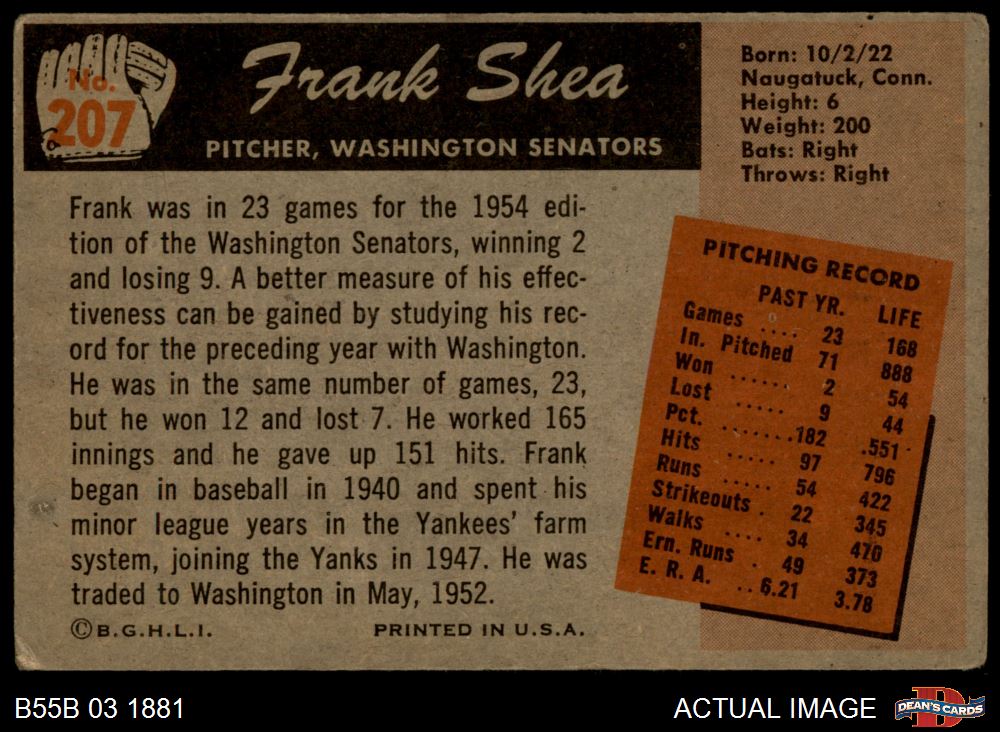 No.
207
Frank Shea
PITCHER, WASHINGTON SENATORS
Born: 10/2/22
Naugatuck, Conn.
Height: 6
Weight: 200
Bats: Right
Throws: Right
Frank was in 23 games for the 1954 edi-
tion of the Washington Senators, winning 2
and losing 9. A better measure of his effec-
tiveness can be gained by studying his rec-
ord for the preceding year with Washington.
He was in the same number of games, 23,
but he won 12 and lost 7. He worked 165
innings and he gave up 151 hits. Frank
began in baseball in 1940 and spent his
minor league years in the Yankees' farm
system, joining the Yanks in 1947. He was
traded to Washington in May, 1952.
©B.G.H.L.I. PRINTED IN U.S.A.
PITCHING RECORD
PAST YR. LIFE
Games .... 23 168
In. Pitched 71 888
Won ...... 2 54
Lost ..... 9 44
Pct. .......182 .551
Hits ..... 97 796
Runs ..... 54 422
Strikeouts . 22 345
Walks .... 34 470
Ern. Runs . 49 373
E. R. A. .. 6.21 3.78
B55B 03 1881
ACTUAL IMAGE
D
DEAN'S CARDS